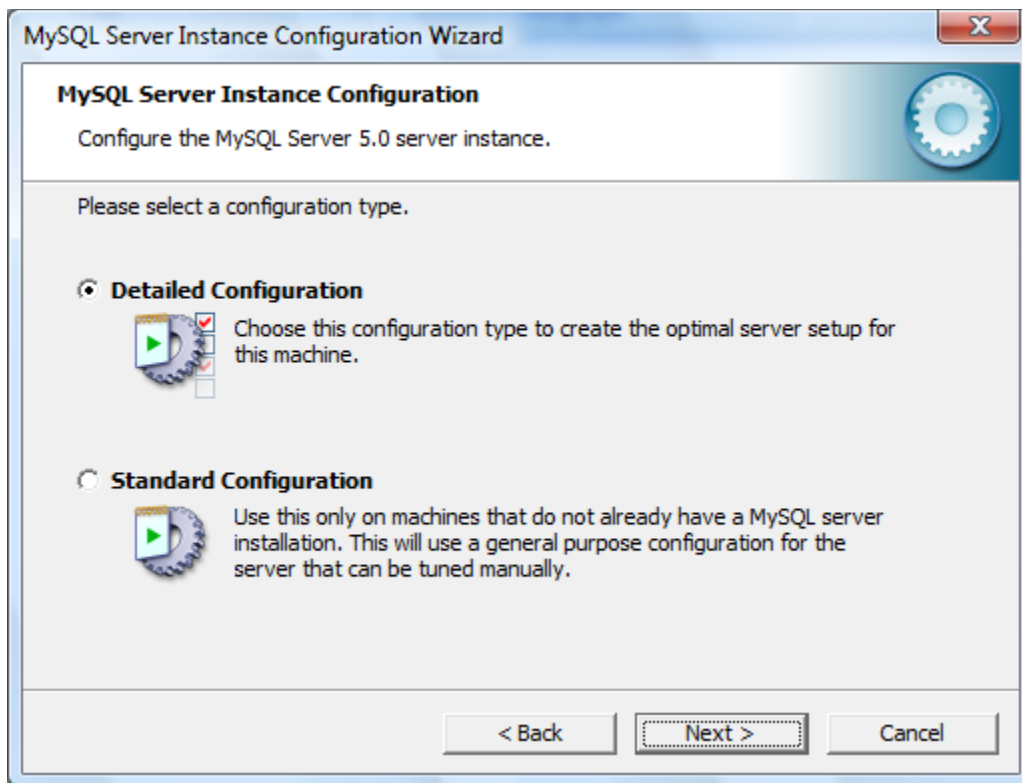 MySQL Server Instance Configuration Wizard
MySQL Server Instance Configuration
Configure the MySQL Server 5.0 server instance.
Please select a configuration type.
Detailed Configuration
Choose this configuration type to create the optimal server setup for
this machine.
Standard Configuration
Use this only on machines that do not already have a MySQL server
installation. This will use a general purpose configuration for the
server that can be tuned manually.
< Back Next > Cancel